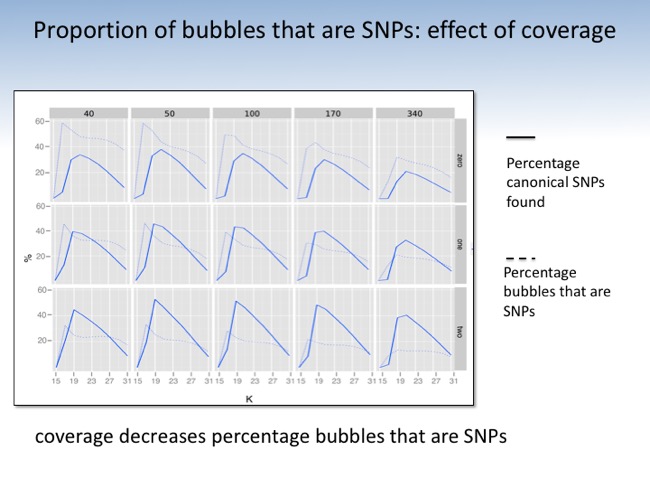 Proportion of bubbles that are SNPs: effect of coverage
40 50 100 170 340
60
40
20
zero
60
40
20
one
%
60
40
20
two
15 19 23 27 31 15 19 23 27 31 15 19 23 27 31 15 19 23 27 31 15 19 23 27 31
K
Percentage
canonical SNPs
found
Percentage
bubbles that are
SNPs
coverage decreases percentage bubbles that are SNPs